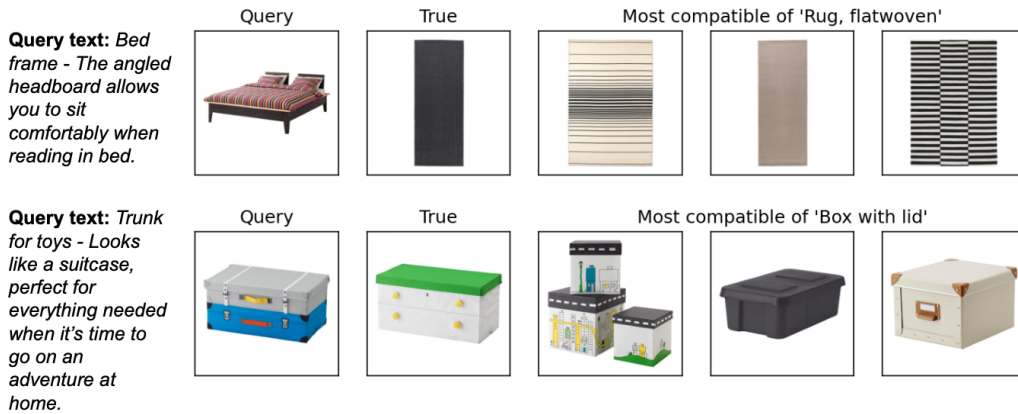 Query
True
Most compatible of 'Rug, flatwoven'
Query text: Bed
frame - The angled
headboard allows
you to sit
comfortably when
reading in bed.
Query
True
Most compatible of 'Box with lid'
Query text: Trunk
for toys - Looks
like a suitcase,
perfect for
everything needed
when it’s time to
go on an
adventure at
home.